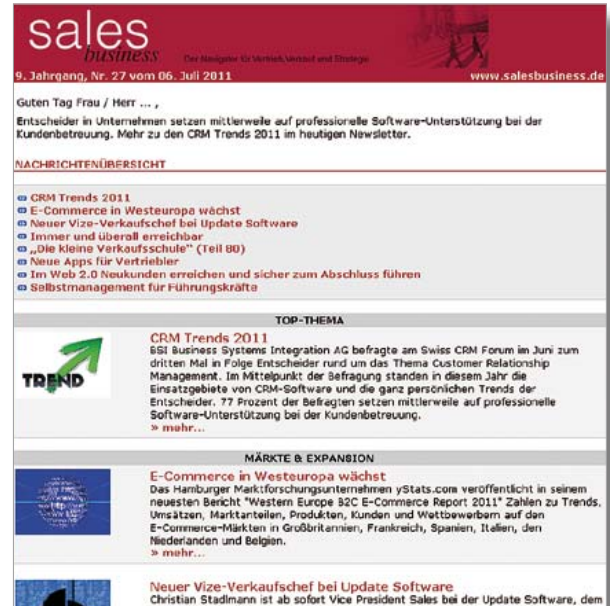 sales
business
Der Navigator für Vertrieb, Verkauf und Strategie
9. Jahrgang, Nr. 27 vom 06. Juli 2011
www.salesbusiness.de
Guten Tag Frau / Herr ... ,
Entscheider in Unternehmen setzen mittlerweile auf professionelle Software-Unterstützung bei der
Kundenbetreuung. Mehr zu den CRM Trends 2011 im heutigen Newsletter.
NACHRICHTENÜBERSICHT
CRM Trends 2011
E-Commerce in Westeuropa wächst
Neuer Vize-Verkaufschef bei Update Software
Immer und überall erreichbar
„Die kleine Verkaufsschule" (Teil 80)
Neue Apps für Vertriebler
Im Web 2.0 Neukunden erreichen und sicher zum Abschluss führen
Selbstmanagement für Führungskräfte
TOP-THEMA
TREND
CRM Trends 2011
BSI Business Systems Integration AG befragte am Swiss CRM Forum im Juni zum
dritten Mal in Folge Entscheider rund um das Thema Customer Relationship
Management. Im Mittelpunkt der Befragung standen in diesem Jahr die
Einsatzgebiete von CRM-Software und die ganz persönlichen Trends der
Entscheider. 77 Prozent der Befragten setzen mittlerweile auf professionelle
Software-Unterstützung bei der Kundenbetreuung.
» mehr...
MÄRKTE & EXPANSION
E-Commerce in Westeuropa wächst
Das Hamburger Marktforschungsunternehmen yStats.com veröffentlicht in seinem
neuesten Bericht "Western Europe B2C E-Commerce Report 2011" Zahlen zu Trends,
Umsätzen, Marktanteilen, Produkten, Kunden und Wettbewerbern auf den
E-Commerce-Märkten in Großbritannien, Frankreich, Spanien, Italien, den
Niederlanden und Belgien.
» mehr...
Neuer Vize-Verkaufschef bei Update Software
Christian Stadlmann ist ab sofort Vice President Sales bei der Update Software, dem